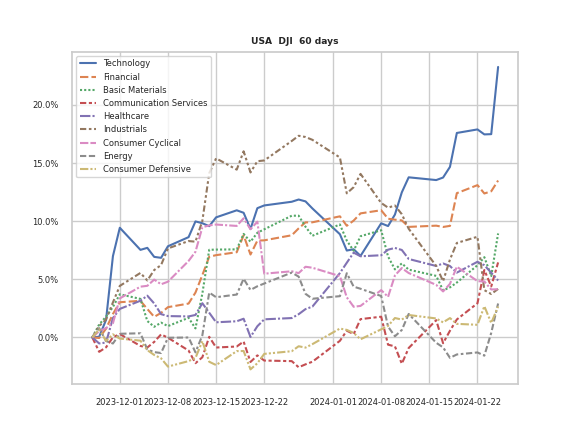 USA  DJI  60 days
Technology
Financial
Basic Materials
Communication Services
Healthcare
Industrials
Consumer Cyclical
Energy
Consumer Defensive
20.0%
15.0%
10.0%
5.0%
0.0%
2023-12-01 2023-12-08 2023-12-15 2023-12-22 2024-01-01 2024-01-08 2024-01-15 2024-01-22